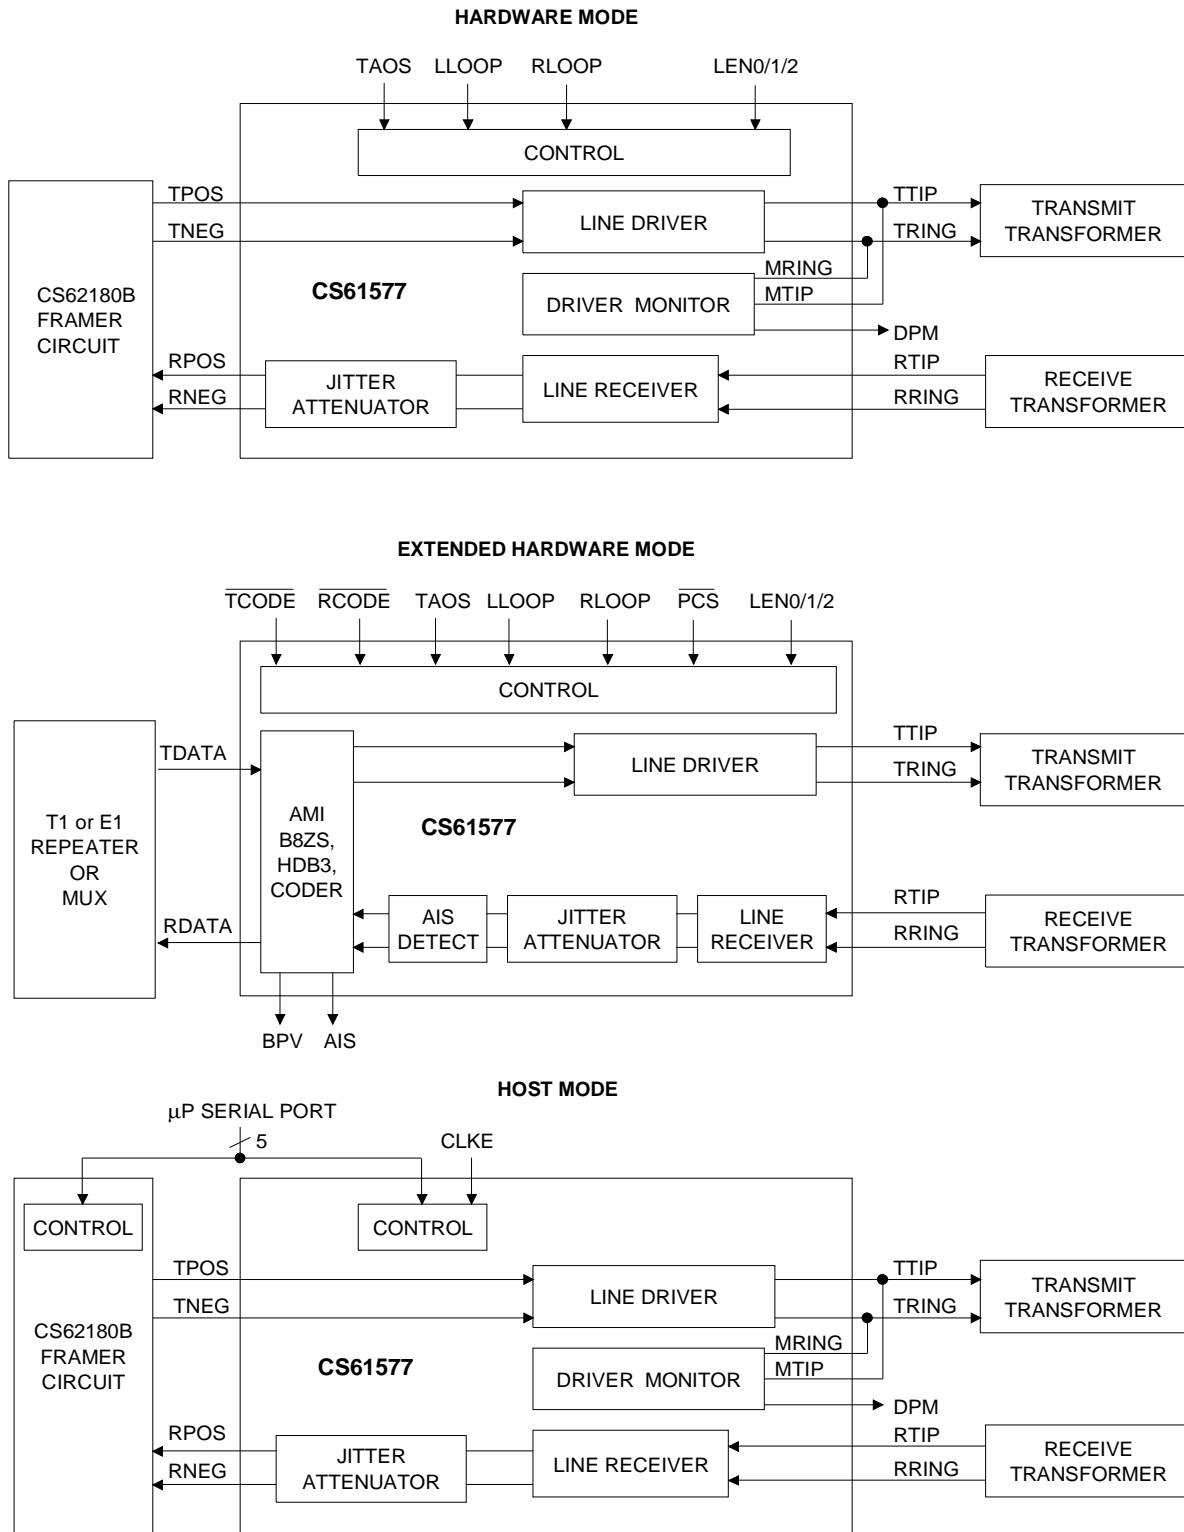 HARDWARE MODE
TAOS LLOOP RLOOP LEN0/1/2
CONTROL
TPOS
TNEG
LINE DRIVER
TTIP
TRING
TRANSMIT
TRANSFORMER
CS62180B
FRAMER
CIRCUIT
CS61577
DRIVER MONITOR
MRING
MTIP
DPM
RPOS
RNEG
JITTER
ATTENUATOR
LINE RECEIVER
RTIP
RRING
RECEIVE
TRANSFORMER
EXTENDED HARDWARE MODE
TCODE RCODE TAOS LLOOP RLOOP PCS LEN0/1/2
CONTROL
TDATA
LINE DRIVER
TTIP
TRING
TRANSMIT
TRANSFORMER
T1 or E1
REPEATER
OR
MUX
AMI
B8ZS,
HDB3,
CODER
CS61577
RDATA
AIS
DETECT
JITTER
ATTENUATOR
LINE
RECEIVER
RTIP
RRING
RECEIVE
TRANSFORMER
BPV AIS
HOST MODE
µP SERIAL PORT
5
CLKE
CONTROL
CONTROL
TPOS
TNEG
LINE DRIVER
TTIP
TRING
TRANSMIT
TRANSFORMER
CS62180B
FRAMER
CIRCUIT
CS61577
DRIVER MONITOR
MRING
MTIP
DPM
RPOS
RNEG
JITTER
ATTENUATOR
LINE RECEIVER
RTIP
RRING
RECEIVE
TRANSFORMER